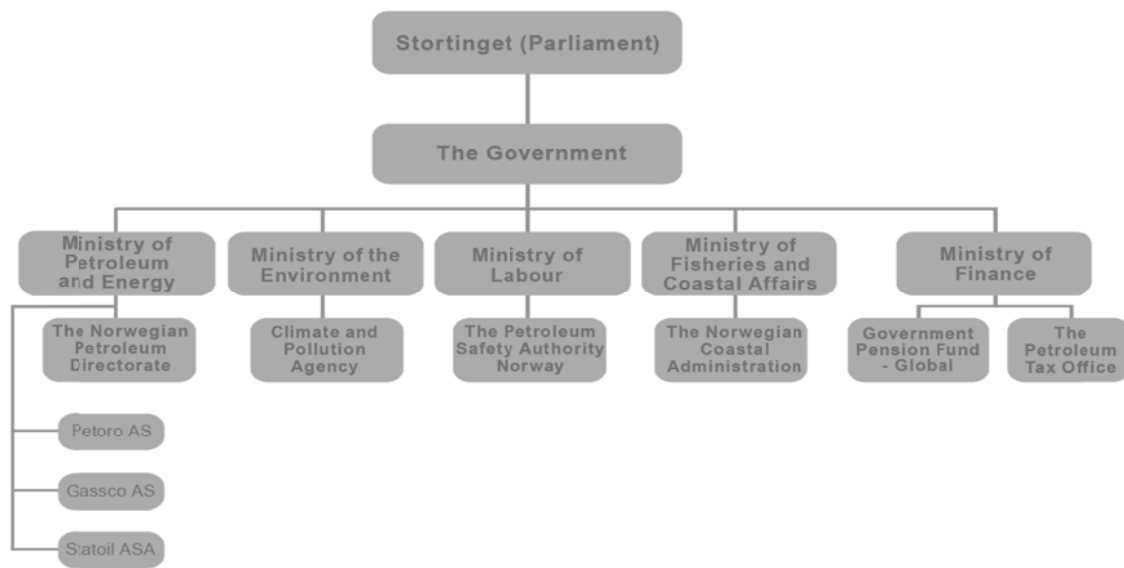 Stortinget (Parliament)
The Government
Ministry of
Petroleum
and Energy
Ministry of the
Environment
Ministry of
Labour
Ministry of
Fisheries and
Coastal Affairs
Ministry of
Finance
The Norwegian
Petroleum
Directorate
Climate and
Pollution
Agency
The Petroleum
Safety Authority
Norway
The Norwegian
Coastal
Administration
Government
Pension Fund
- Global
The
Petroleum
Tax Office
Petoro AS
Gassco AS
Statoil ASA